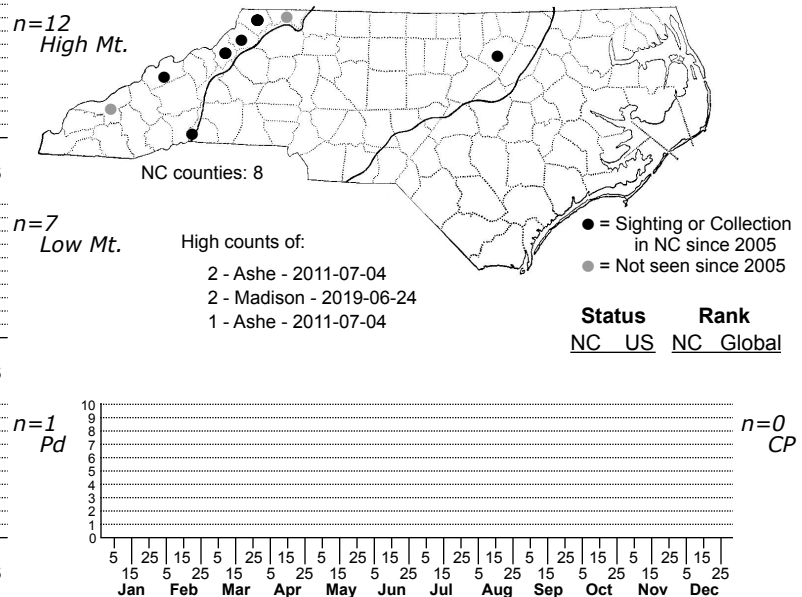 n=12
High Mt.
NC counties: 8
n=7
Low Mt.
High counts of:
2 - Ashe - 2011-07-04
2 - Madison - 2019-06-24
1 - Ashe - 2011-07-04
● = Sighting or Collection
in NC since 2005
● = Not seen since 2005
Status Rank
NC US NC Global
n=1
Pd
10
9
8
7
6
5
4
3
2
1
0
n=0
CP
5 25 15 5 25 15 5 25 15 5 25 15 5 25 15 5 25 15
15 5 25 15 5 25 15 5 25 15 5 25 15 5 25 15 5 25
Jan Feb Mar Apr May Jun Jul Aug Sep Oct Nov Dec